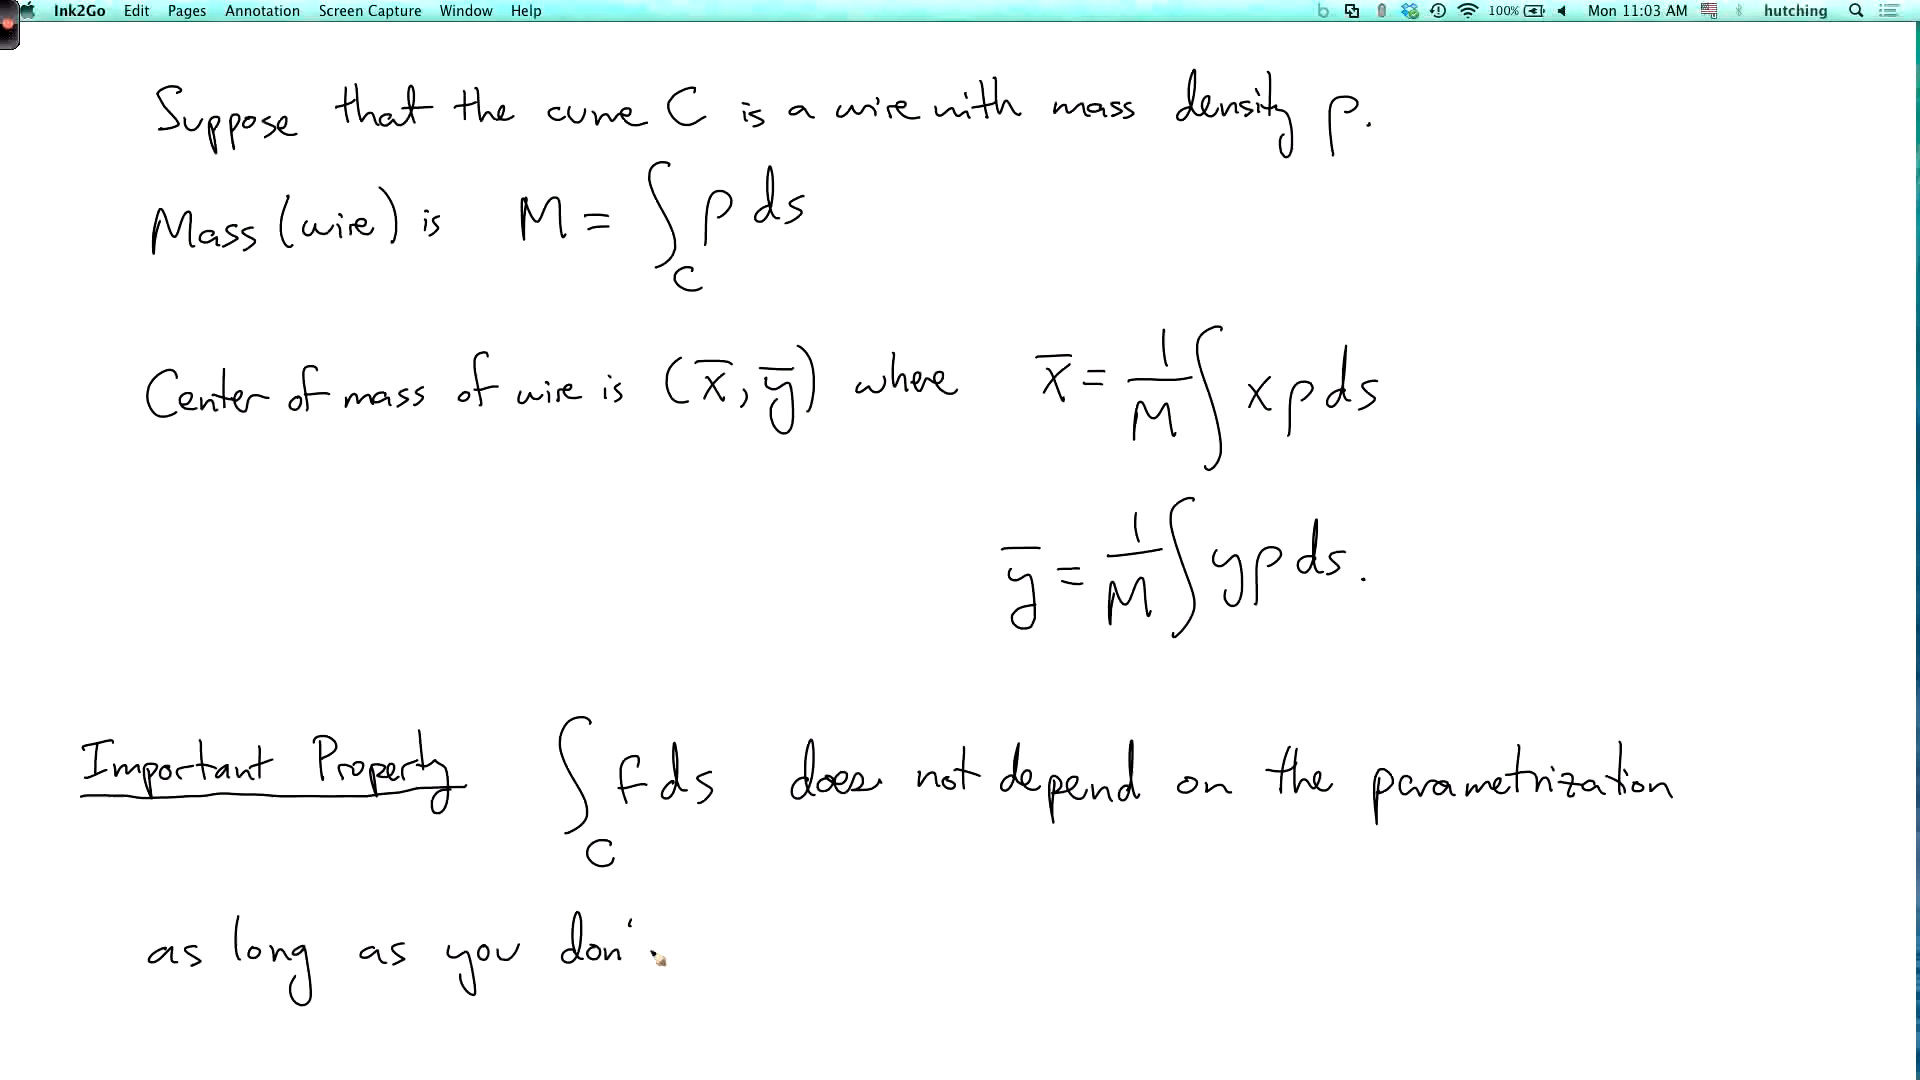 Ink2Go Edit Pages Annotation Screen Capture Window Help 100% Mon 11:03 AM hutching
Suppose that the curve C is a wire with mass density ρ.
Mass (wire) is M = ∫_C ρ ds
Center of mass of wire is (x̅, y̅) where x̅ = 1/M ∫ x ρ ds
y̅ = 1/M ∫ y ρ ds.
Important Property ∫_C f ds does not depend on the parametrization
as long as you don'